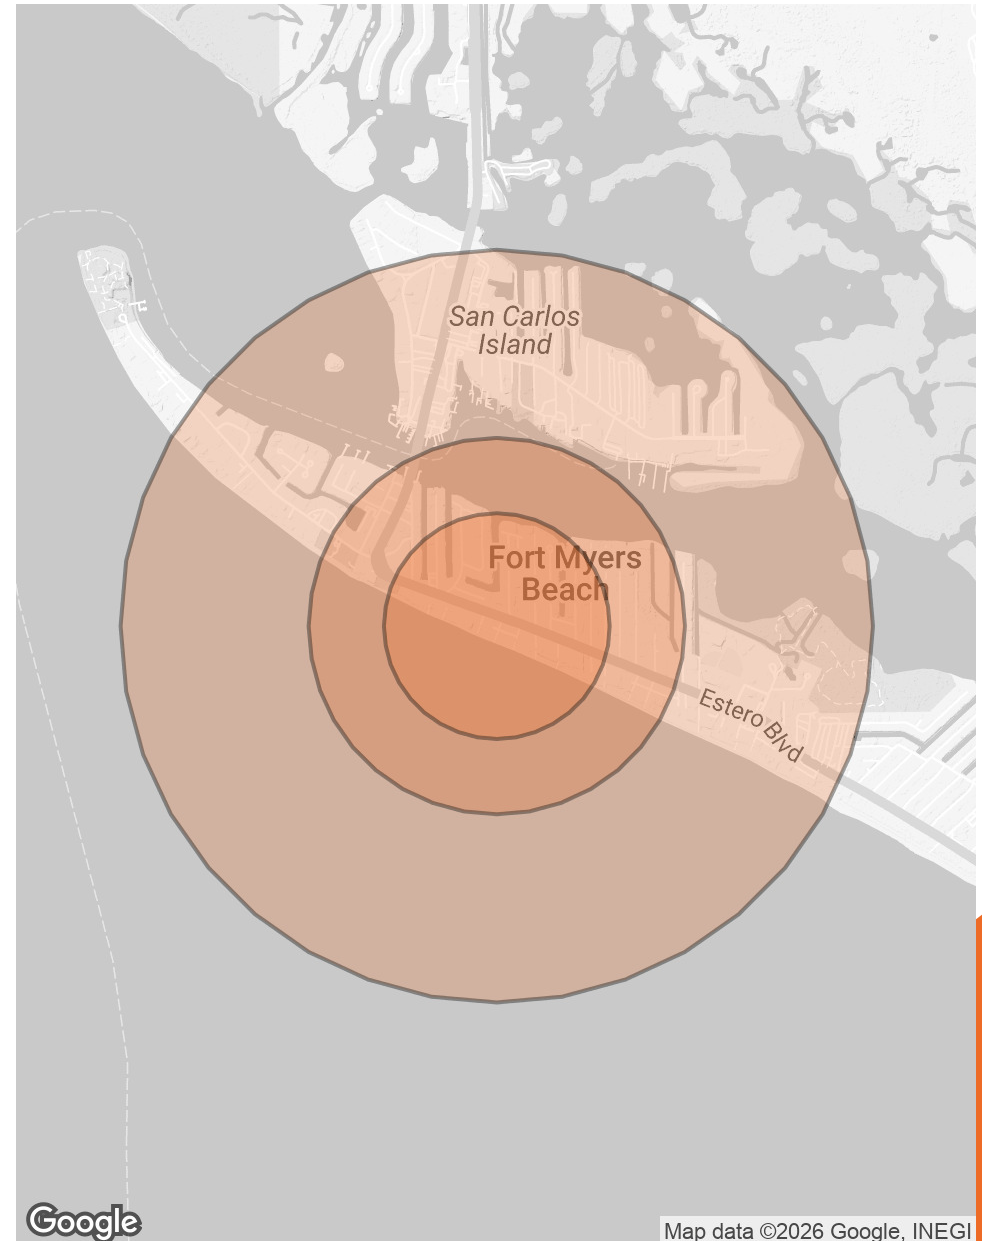 San Carlos
Island
Fort Myers
Beach
Estero Blvd
Google
Map data ©2026 Google, INEGI